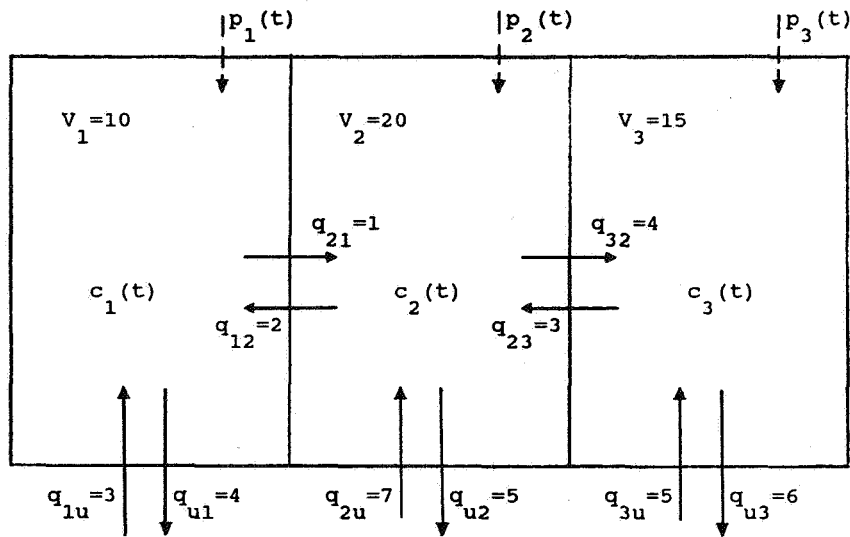 p_1(t) p_2(t) p_3(t)
V_1=10 V_2=20 V_3=15
q_21=1 q_32=4
c_1(t) c_2(t) c_3(t)
q_12=2 q_23=3
q_1u=3 q_u1=4 q_2u=7 q_u2=5 q_3u=5 q_u3=6